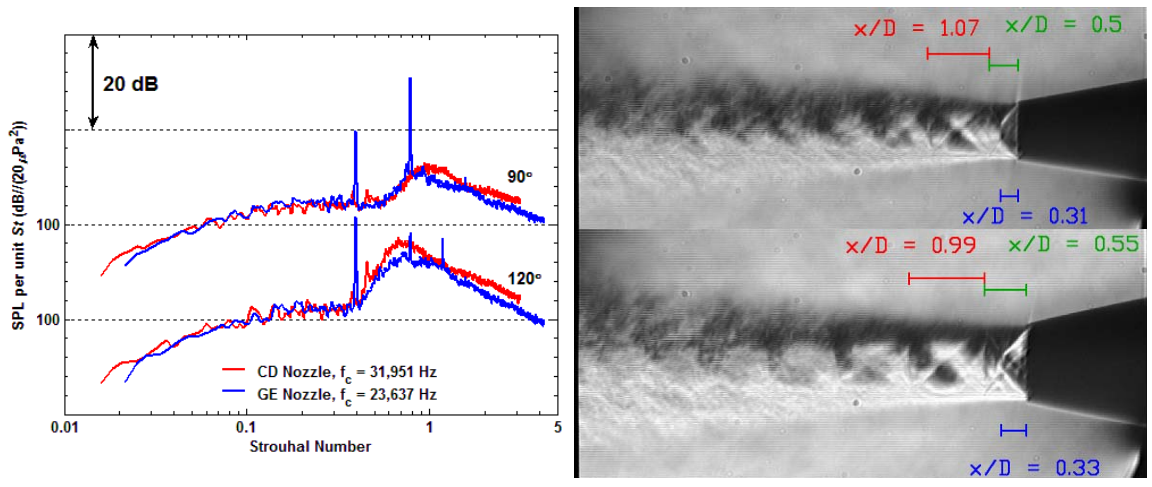 20 dB
SPL per unit St (dB//(20μPa²))
100
100
90°
120°
CD Nozzle, fc = 31,951 Hz
GE Nozzle, fc = 23,637 Hz
0.01
0.1
1
5
Strouhal Number
x/D = 1.07
x/D = 0.5
x/D = 0.31
x/D = 0.99
x/D = 0.55
x/D = 0.33